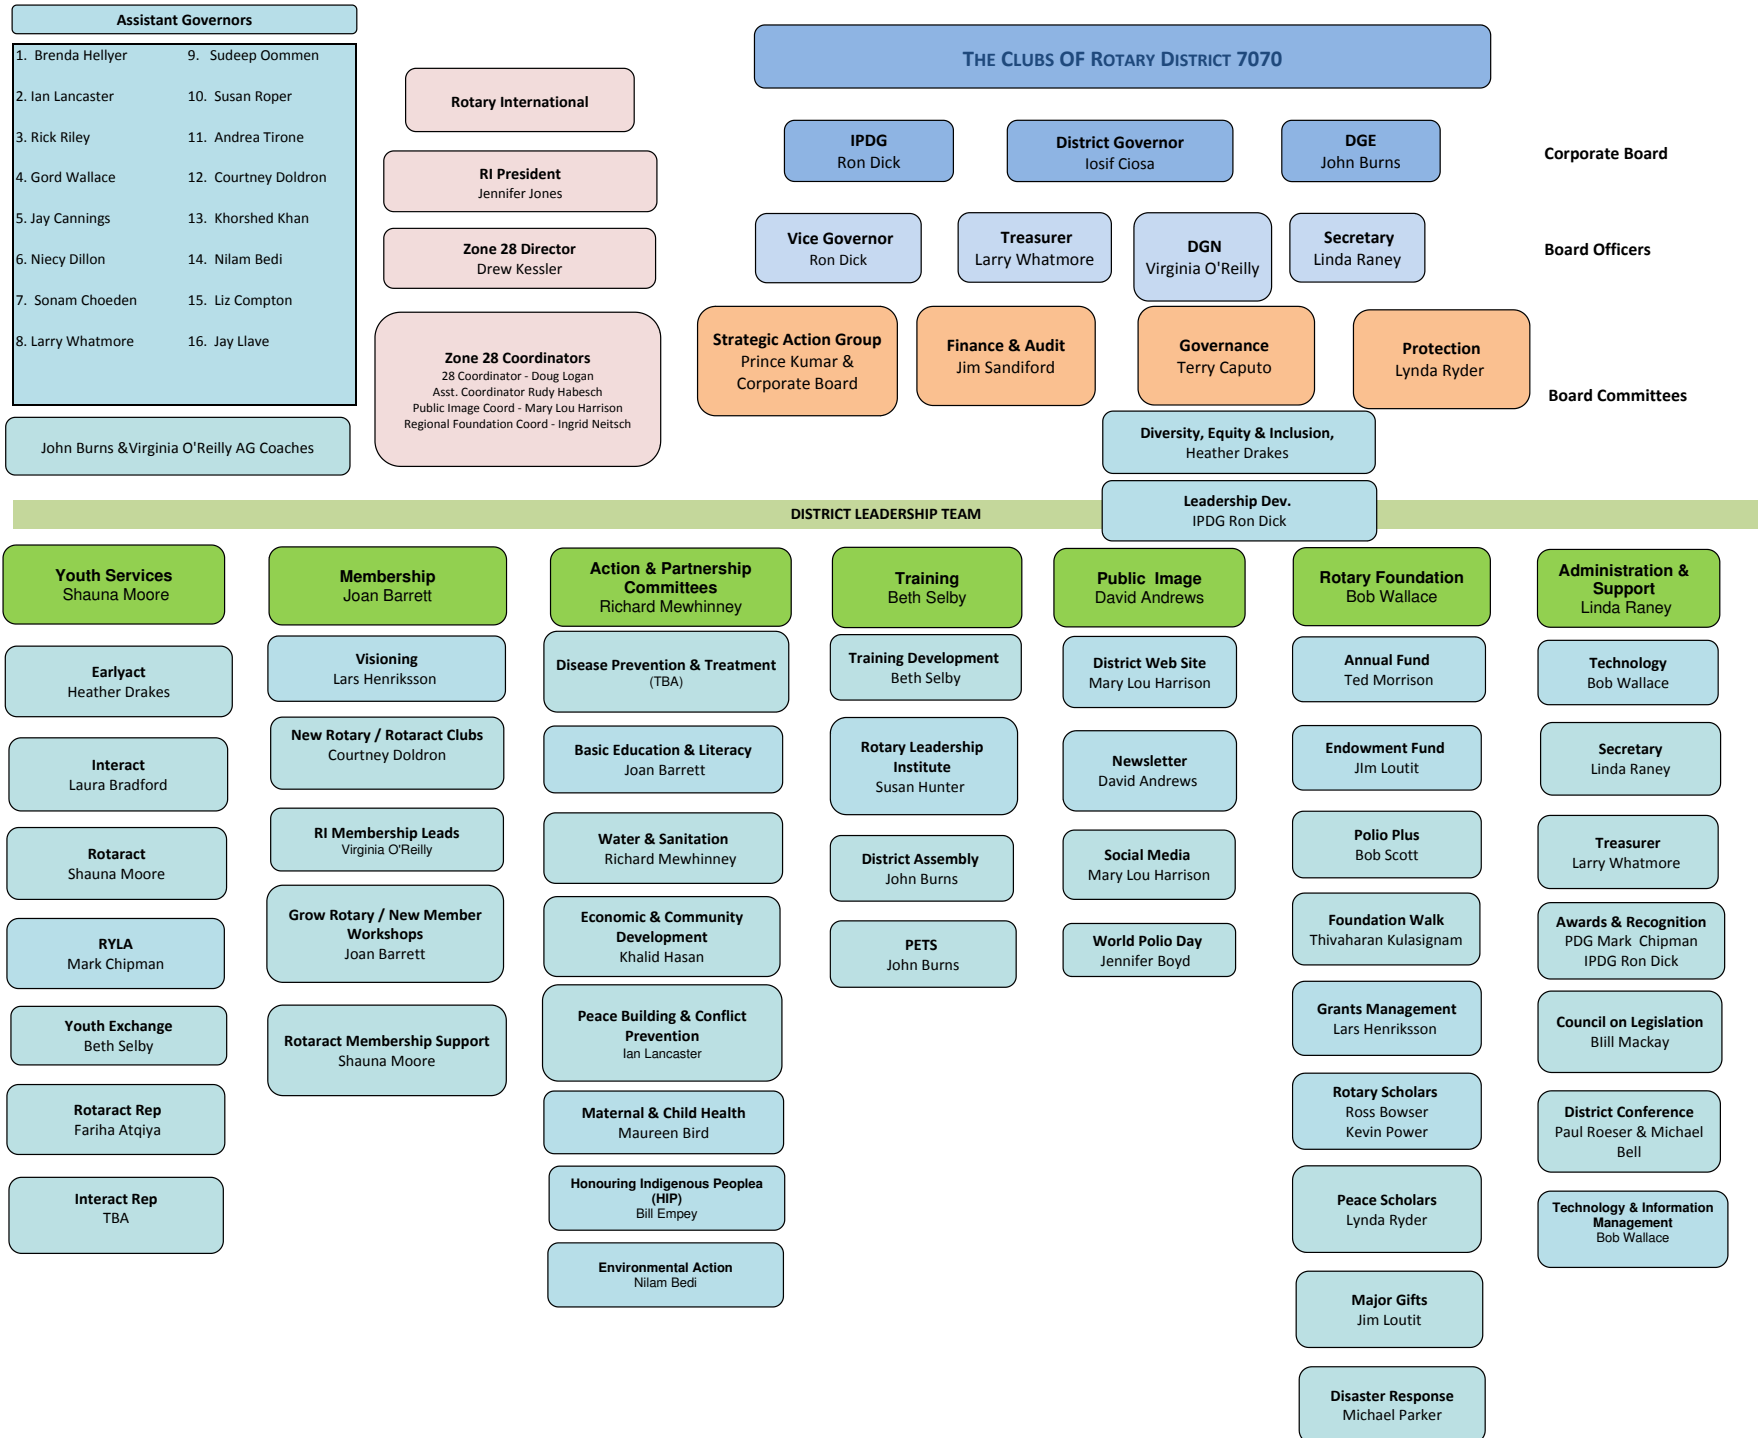 Assistant Governors
1. Brenda Hellyer
2. Ian Lancaster
3. Rick Riley
4. Gord Wallace
5. Jay Cannings
6. Niecy Dillon
7. Sonam Choeden
8. Larry Whatmore
9. Sudeep Oommen
10. Susan Roper
11. Andrea Tirone
12. Courtney Doldron
13. Khorshed Khan
14. Nilam Bedi
15. Liz Compton
16. Jay Llave
John Burns &Virginia O'Reilly AG Coaches
Rotary International
RI President
Jennifer Jones
Zone 28 Director
Drew Kessler
Zone 28 Coordinators
28 Coordinator - Doug Logan
Asst. Coordinator Rudy Habesch
Public Image Coord - Mary Lou Harrison
Regional Foundation Coord - Ingrid Neitsch
THE CLUBS OF ROTARY DISTRICT 7070
IPDG
Ron Dick
District Governor
Iosif Ciosa
DGE
John Burns
Corporate Board
Vice Governor
Ron Dick
Treasurer
Larry Whatmore
DGN
Virginia O'Reilly
Secretary
Linda Raney
Board Officers
Strategic Action Group
Prince Kumar &
Corporate Board
Finance & Audit
Jim Sandiford
Governance
Terry Caputo
Protection
Lynda Ryder
Board Committees
Diversity, Equity & Inclusion,
Heather Drakes
Leadership Dev.
IPDG Ron Dick
DISTRICT LEADERSHIP TEAM
Youth Services
Shauna Moore
Earlyact
Heather Drakes
Interact
Laura Bradford
Rotaract
Shauna Moore
RYLA
Mark Chipman
Youth Exchange
Beth Selby
Rotaract Rep
Fariha Atqiya
Interact Rep
TBA
Membership
Joan Barrett
Visioning
Lars Henriksson
New Rotary / Rotaract Clubs
Courtney Doldron
RI Membership Leads
Virginia O'Reilly
Grow Rotary / New Member
Workshops
Joan Barrett
Rotaract Membership Support
Shauna Moore
Action & Partnership
Committees
Richard Mewhinney
Disease Prevention & Treatment
(TBA)
Basic Education & Literacy
Joan Barrett
Water & Sanitation
Richard Mewhinney
Economic & Community
Development
Khalid Hasan
Peace Building & Conflict
Prevention
Ian Lancaster
Maternal & Child Health
Maureen Bird
Honouring Indigenous Peoplea
(HIP)
Bill Empey
Environmental Action
Nilam Bedi
Training
Beth Selby
Training Development
Beth Selby
Rotary Leadership
Institute
Susan Hunter
District Assembly
John Burns
PETS
John Burns
Public Image
David Andrews
District Web Site
Mary Lou Harrison
Newsletter
David Andrews
Social Media
Mary Lou Harrison
World Polio Day
Jennifer Boyd
Rotary Foundation
Bob Wallace
Annual Fund
Ted Morrison
Endowment Fund
JIm Loutit
Polio Plus
Bob Scott
Foundation Walk
Thivaharan Kulasignam
Grants Management
Lars Henriksson
Rotary Scholars
Ross Bowser
Kevin Power
Peace Scholars
Lynda Ryder
Major Gifts
Jim Loutit
Disaster Response
Michael Parker
Administration &
Support
Linda Raney
Technology
Bob Wallace
Secretary
Linda Raney
Treasurer
Larry Whatmore
Awards & Recognition
PDG Mark Chipman
IPDG Ron Dick
Council on Legislation
BIill Mackay
District Conference
Paul Roeser & Michael
Bell
Technology & Information
Management
Bob Wallace